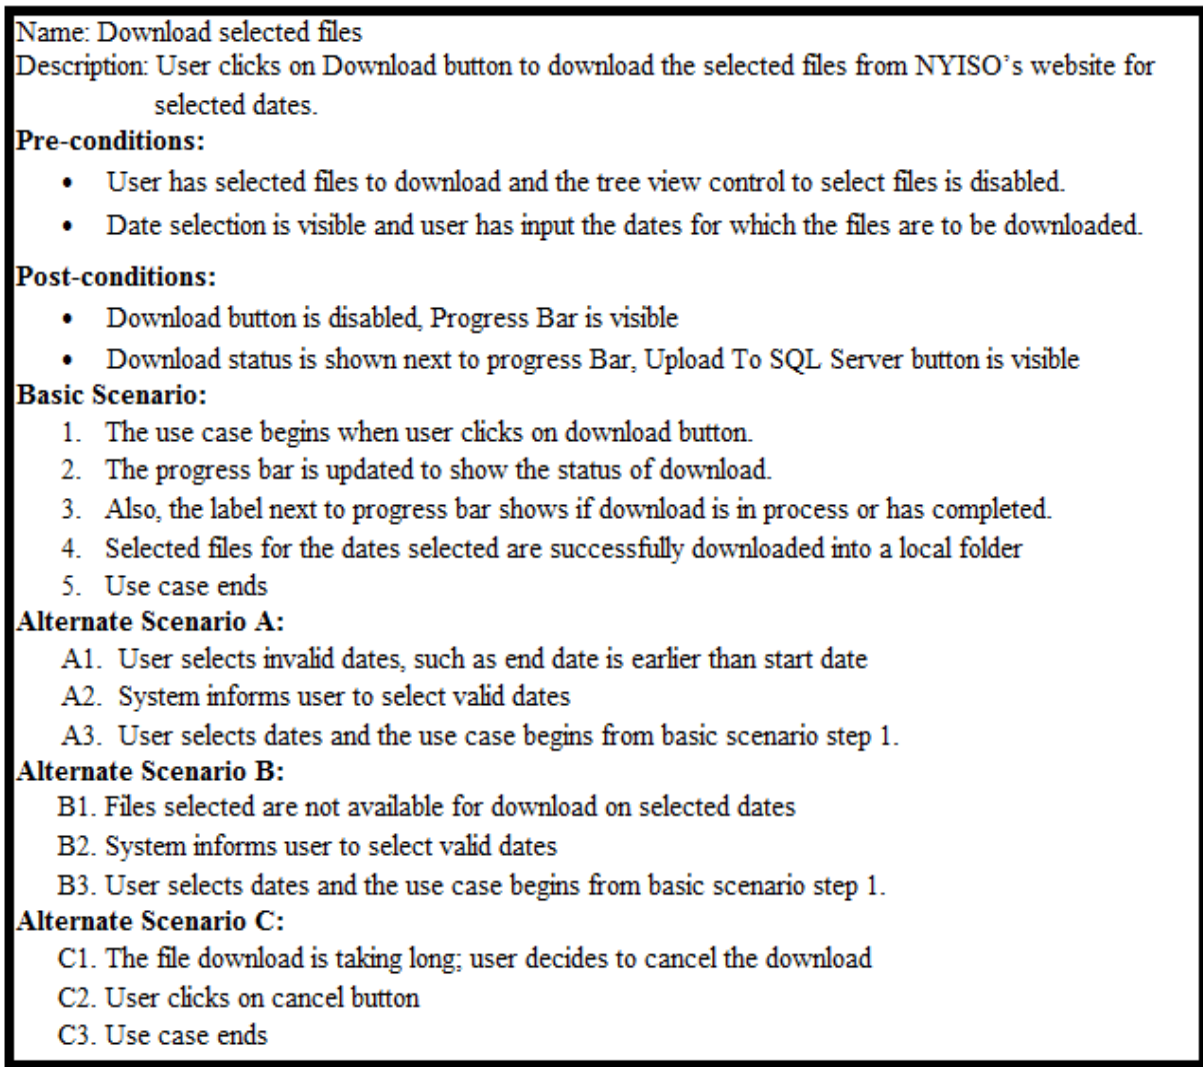 Name: Download selected files
Description: User clicks on Download button to download the selected files from NYISO’s website for
selected dates.
Pre-conditions:
• User has selected files to download and the tree view control to select files is disabled.
• Date selection is visible and user has input the dates for which the files are to be downloaded.
Post-conditions:
• Download button is disabled, Progress Bar is visible
• Download status is shown next to progress Bar, Upload To SQL Server button is visible
Basic Scenario:
1. The use case begins when user clicks on download button.
2. The progress bar is updated to show the status of download.
3. Also, the label next to progress bar shows if download is in process or has completed.
4. Selected files for the dates selected are successfully downloaded into a local folder
5. Use case ends
Alternate Scenario A:
A1. User selects invalid dates, such as end date is earlier than start date
A2. System informs user to select valid dates
A3. User selects dates and the use case begins from basic scenario step 1.
Alternate Scenario B:
B1. Files selected are not available for download on selected dates
B2. System informs user to select valid dates
B3. User selects dates and the use case begins from basic scenario step 1.
Alternate Scenario C:
C1. The file download is taking long; user decides to cancel the download
C2. User clicks on cancel button
C3. Use case ends